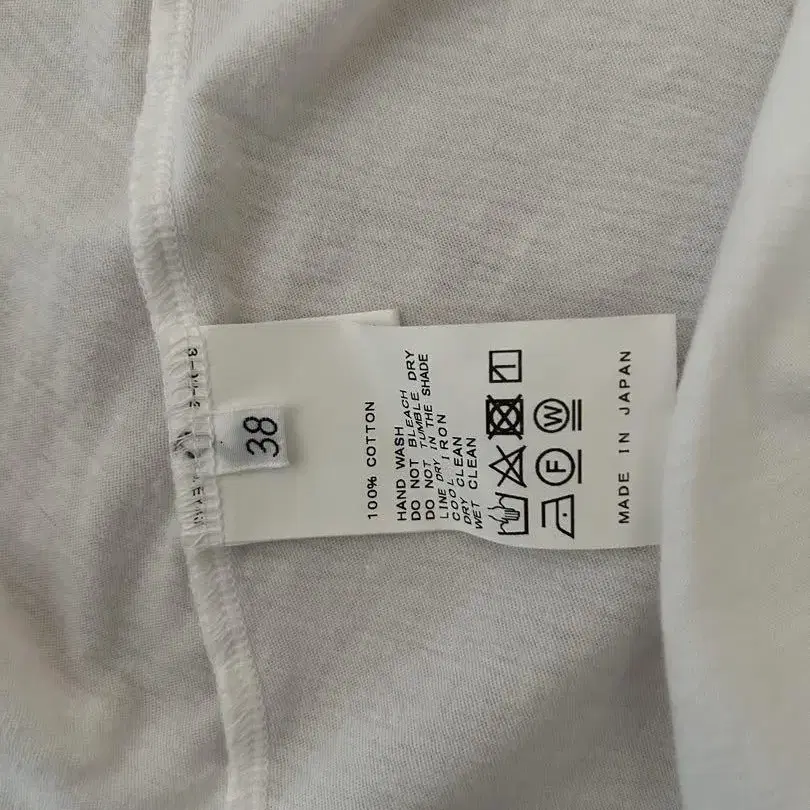 38
100% COTTON
HAND WASH
DO NOT BLEACH
DO NOT TUMBLE DRY
LINE DRY IN THE SHADE
COOL IRON
DRY CLEAN
WET CLEAN
F W
MADE IN JAPAN